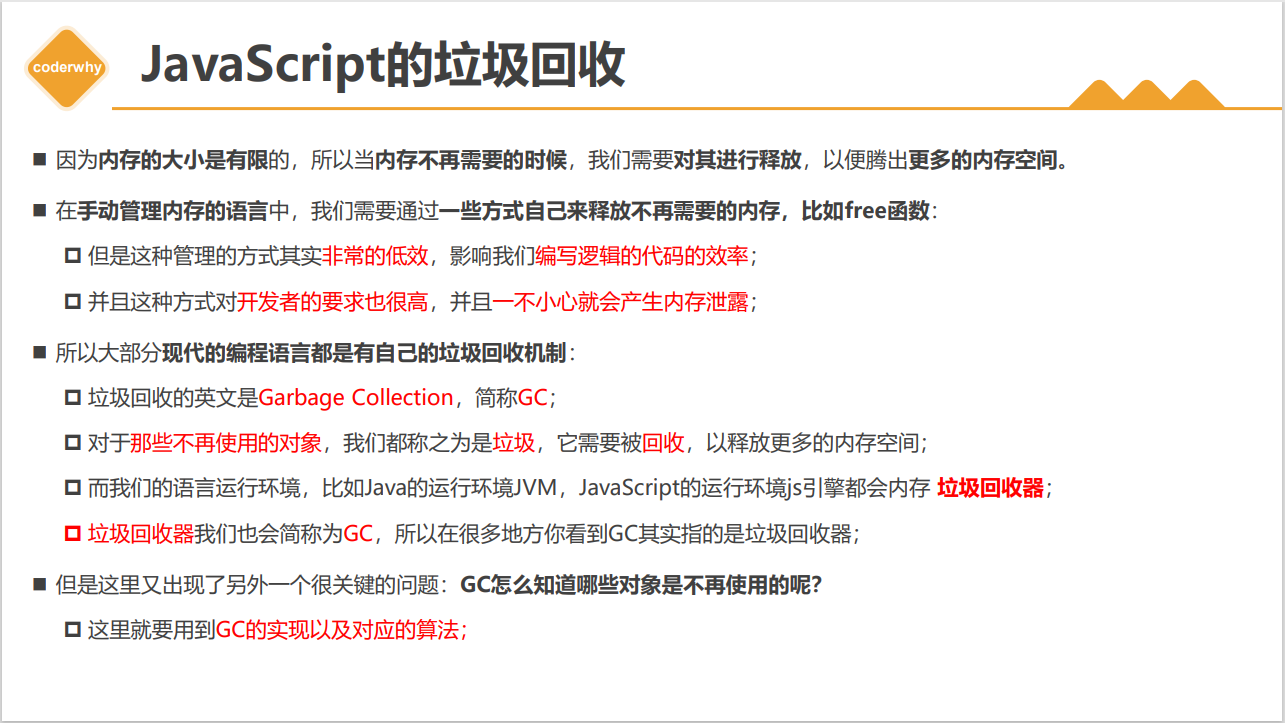 coderwhy
JavaScript的垃圾回收
因为内存的大小是有限的，所以当内存不再需要的时候，我们需要对其进行释放，以便腾出更多的内存空间。
在手动管理内存的语言中，我们需要通过一些方式自己来释放不再需要的内存，比如free函数：
但是这种管理的方式其实非常的低效，影响我们编写逻辑的代码的效率；
并且这种方式对开发者的要求也很高，并且一不小心就会产生内存泄露；
所以大部分现代的编程语言都是有自己的垃圾回收机制：
垃圾回收的英文是Garbage Collection，简称GC；
对于那些不再使用的对象，我们都称之为是垃圾，它需要被回收，以释放更多的内存空间；
而我们的语言运行环境，比如Java的运行环境JVM，JavaScript的运行环境js引擎都会内存 垃圾回收器；
垃圾回收器我们也会简称为GC，所以在很多地方你看到GC其实指的是垃圾回收器；
但是这里又出现了另外一个很关键的问题：GC怎么知道哪些对象是不再使用的呢？
这里就要用到GC的实现以及对应的算法；